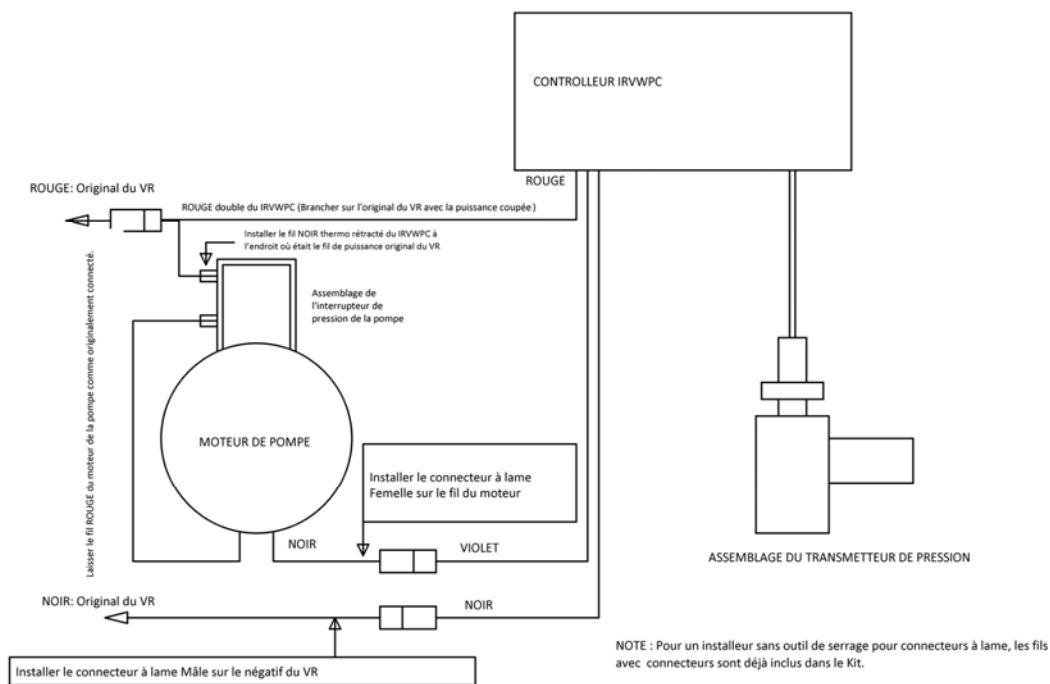 CONTROLLEUR IRVWPC
ROUGE
ROUGE: Original du VR
ROUGE double du IRVWPC (Brancher sur l'original du VR avec la puissance coupée)
Installer le fil NOIR thermo rétracté du IRVWPC à
l'endroit où était le fil de puissance original du VR
Laisser le fil ROUGE du moteur de la pompe comme originalement connecté.
Assemblage de
l'interrupteur de
pression de la pompe
MOTEUR DE POMPE
Installer le connecteur à lame
Femelle sur le fil du moteur
NOIR
VIOLET
ASSEMBLAGE DU TRANSMETTEUR DE PRESSION
NOIR: Original du VR
NOIR
Installer le connecteur à lame Mâle sur le négatif du VR
NOTE : Pour un installeur sans outil de serrage pour connecteurs à lame, les fils
avec connecteurs sont déjà inclus dans le Kit.